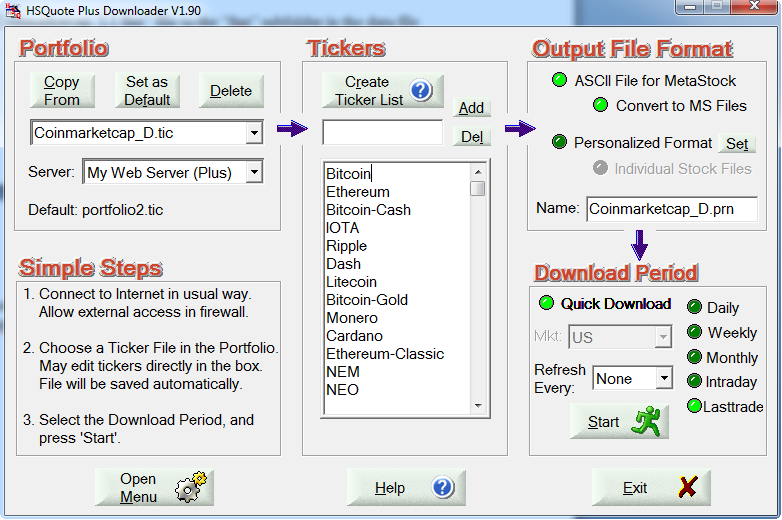 HSQuote Plus Downloader V1.90
Portfolio
Copy
From
Set as
Default
Delete
Coinmarketcap_D.tic
Server:
My Web Server (Plus)
Default: portfolio2.tic
Simple Steps
1. Connect to Internet in usual way.
Allow external access in firewall.
2. Choose a Ticker File in the Portfolio.
May edit tickers directly in the box.
File will be saved automatically.
3. Select the Download Period, and
press 'Start'.
Open
Menu
Tickers
Create
Ticker List
Add
Del
Bitcoin
Ethereum
Bitcoin-Cash
IOTA
Ripple
Dash
Litecoin
Bitcoin-Gold
Monero
Cardano
Ethereum-Classic
NEM
NEO
Help
Output File Format
ASCII File for MetaStock
Convert to MS Files
Personalized Format
Set
Individual Stock Files
Name:
Coinmarketcap_D.prn
Download Period
Quick Download
Mkt:
US
Refresh
Every:
None
Start
Daily
Weekly
Monthly
Intraday
Lasttrade
Exit